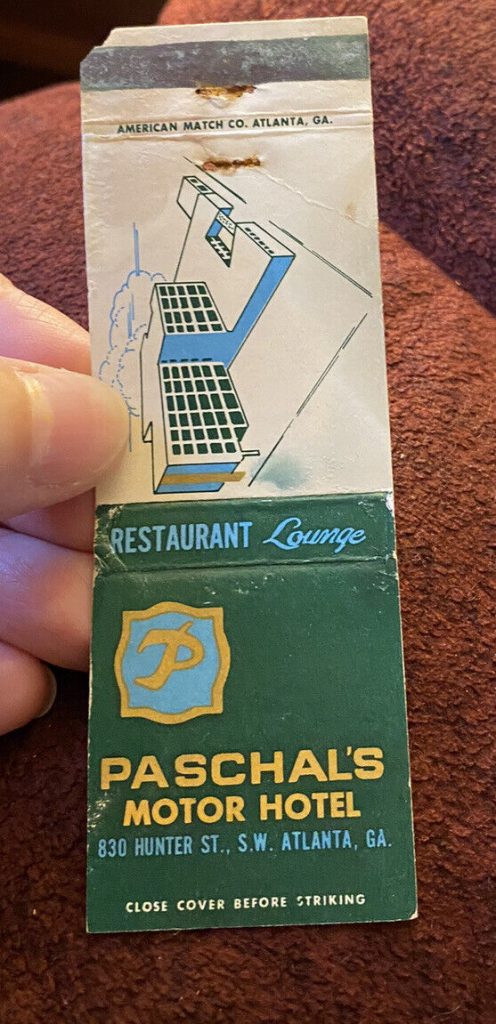 AMERICAN MATCH CO. ATLANTA, GA.
RESTAURANT Lounge
P
PASCHAL'S
MOTOR HOTEL
830 HUNTER ST., S.W. ATLANTA, GA.
CLOSE COVER BEFORE STRIKING